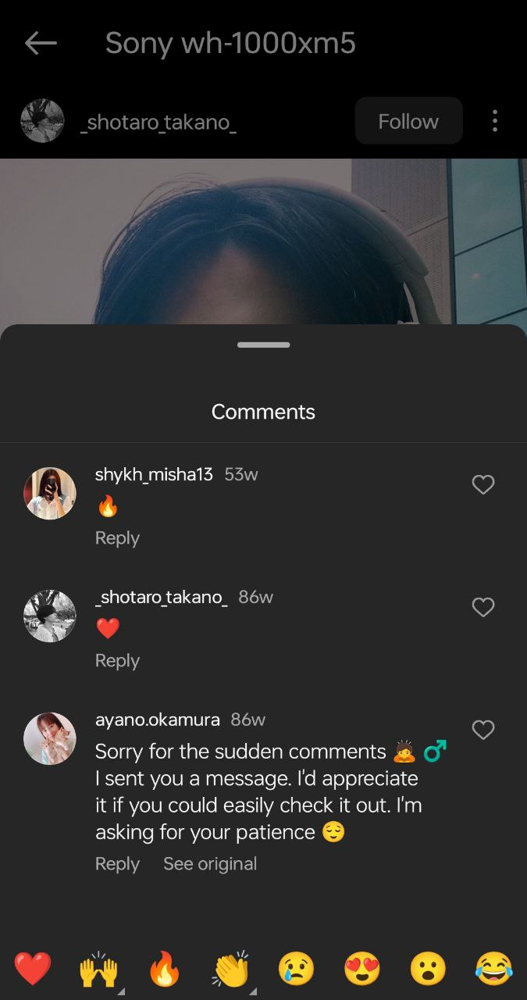 Sony wh-1000xm5
_shotaro_takano_
Follow
Comments
shykh_misha13 53w
🔥
Reply
_shotaro_takano_ 86w
❤️
Reply
ayano.okamura 86w
Sorry for the sudden comments 🙇 ♂️
I sent you a message. I'd appreciate
it if you could easily check it out. I'm
asking for your patience 😌
Reply See original
❤️ 🙌 🔥 👏 😢 😍 😮 😂